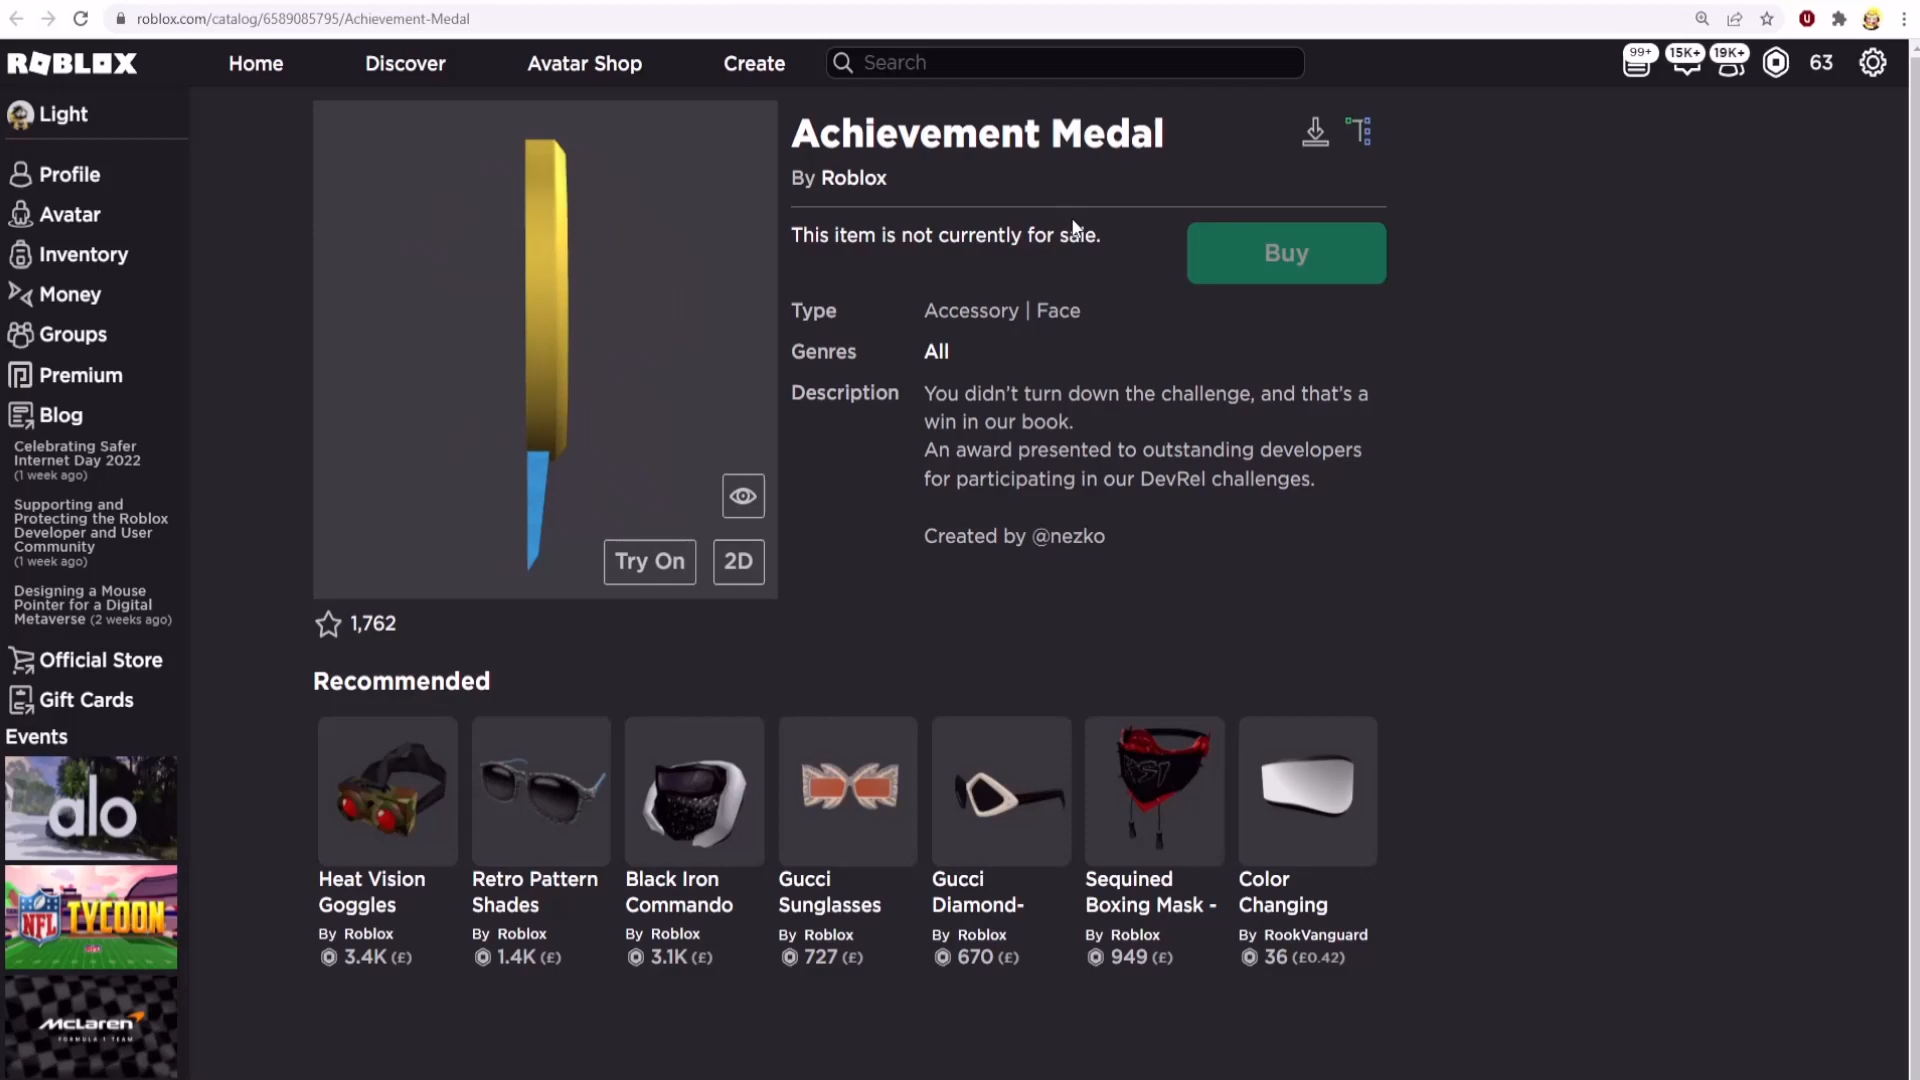 roblox.com/catalog/6589085795/Achievement-Medal
ROBLOX
Home
Discover
Avatar Shop
Create
Search
99+
15K+
19K+
63
Light
Profile
Avatar
Inventory
Money
Groups
Premium
Blog
Celebrating Safer
Internet Day 2022
(1 week ago)
Supporting and
Protecting the Roblox
Developer and User
Community
(1 week ago)
Designing a Mouse
Pointer for a Digital
Metaverse (2 weeks ago)
Official Store
Gift Cards
Events
alo
NFL TYCOON
McLaren
FORMULA 1 TEAM
Try On
2D
1,762
Achievement Medal
By Roblox
This item is not currently for sale.
Buy
Type Accessory | Face
Genres All
Description You didn't turn down the challenge, and that's a
win in our book.
An award presented to outstanding developers
for participating in our DevRel challenges.
Created by @nezko
Recommended
Heat Vision
Goggles
By Roblox
3.4K (£)
Retro Pattern
Shades
By Roblox
1.4K (£)
Black Iron
Commando
By Roblox
3.1K (£)
Gucci
Sunglasses
By Roblox
727 (£)
Gucci
Diamond-
By Roblox
670 (£)
Sequined
Boxing Mask -
By Roblox
949 (£)
Color
Changing
By RookVanguard
36 (£0.42)